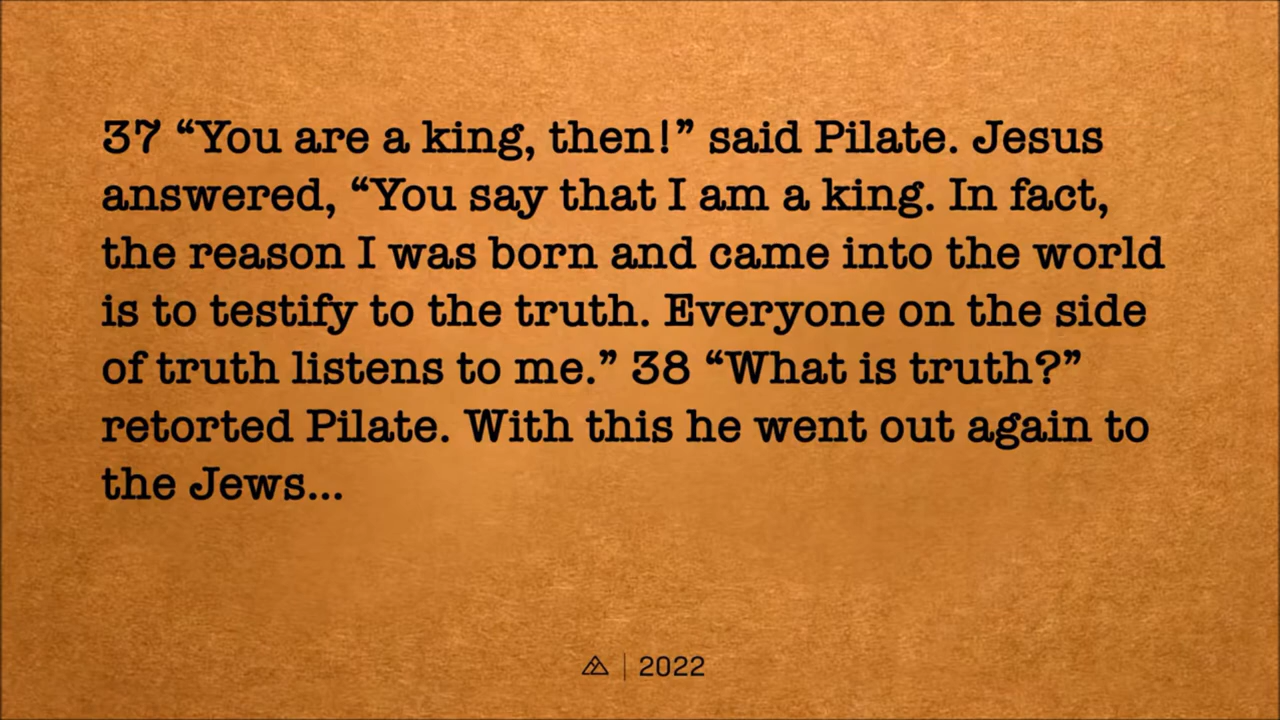 37 “You are a king, then!” said Pilate. Jesus
answered, “You say that I am a king. In fact,
the reason I was born and came into the world
is to testify to the truth. Everyone on the side
of truth listens to me.” 38 “What is truth?”
retorted Pilate. With this he went out again to
the Jews...
2022